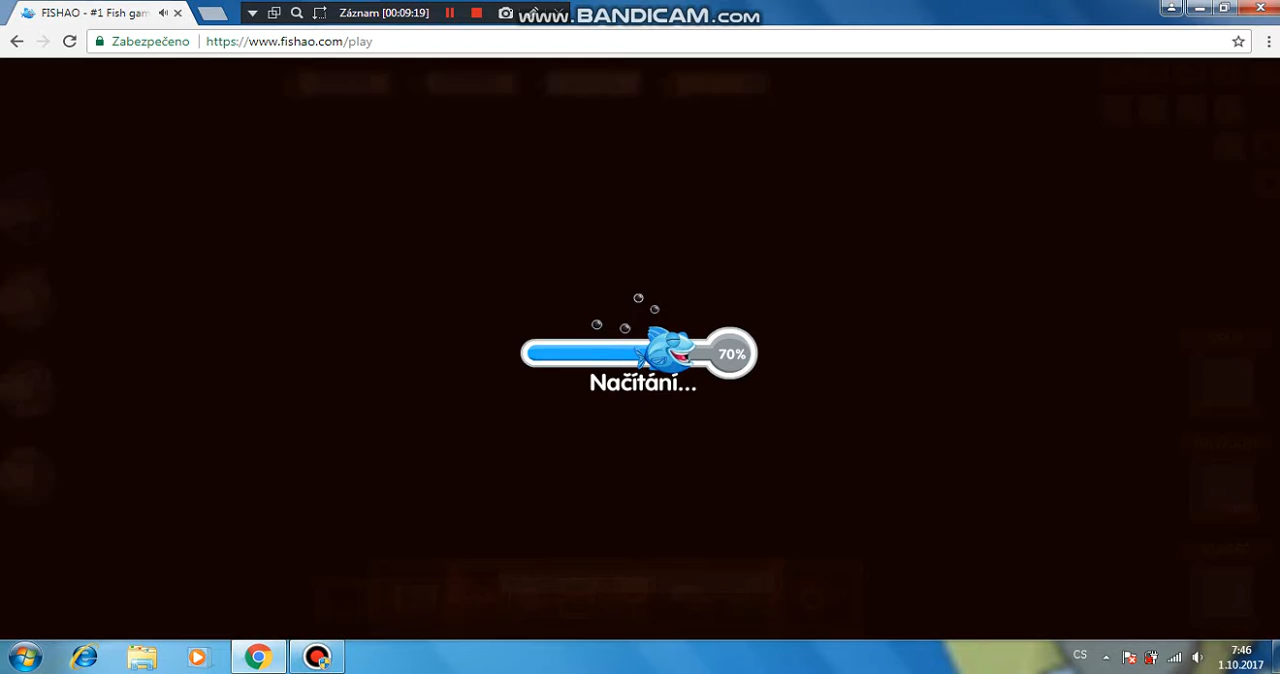 FISHAO - #1 Fish gam
Záznam [00:09:19]
www.BANDICAM.com
Zabezpečeno
https://www.fishao.com/play
70%
Načítání...
CS
7:46
1.10.2017